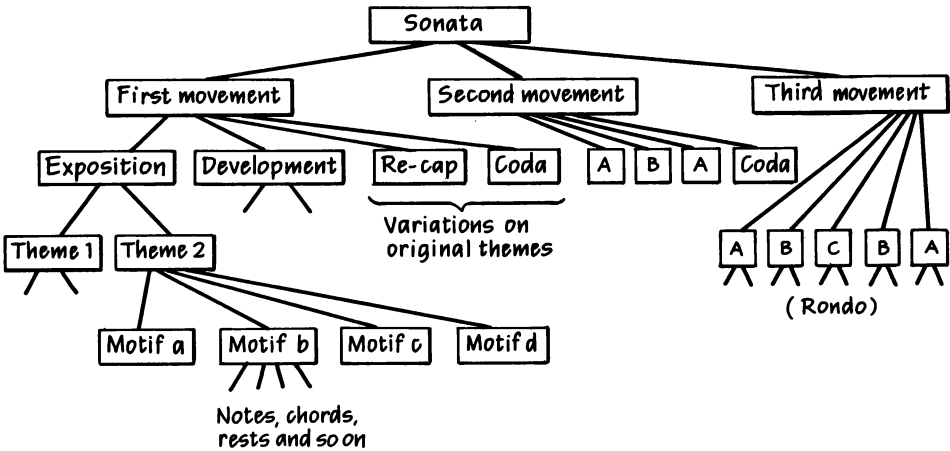 Sonata
First movement
Second movement
Third movement
Exposition
Development
Re-cap
Coda
A
B
A
Coda
Variations on
original themes
Theme 1
Theme 2
A
B
C
B
A
(Rondo)
Motif a
Motif b
Motif c
Motif d
Notes, chords,
rests and so on